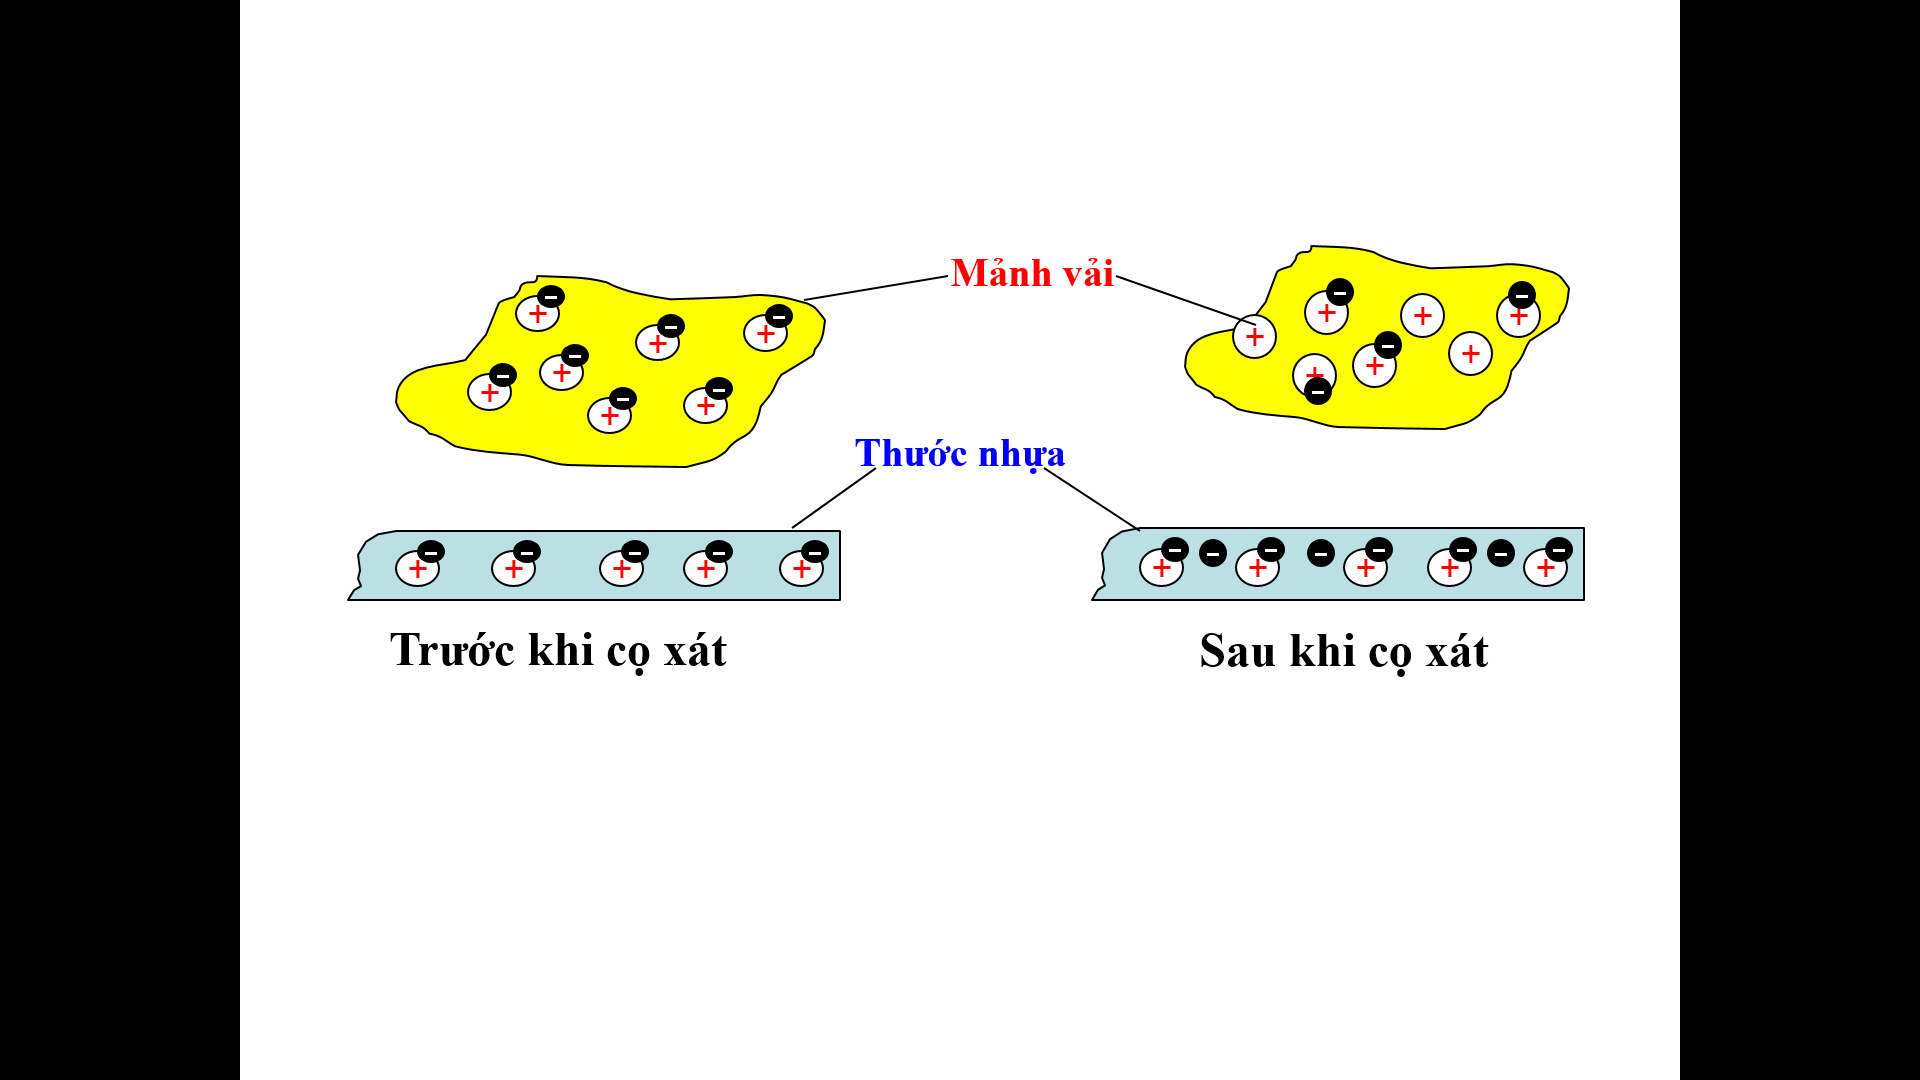 Mảnh vải
Thước nhựa
Trước khi cọ xát
Sau khi cọ xát